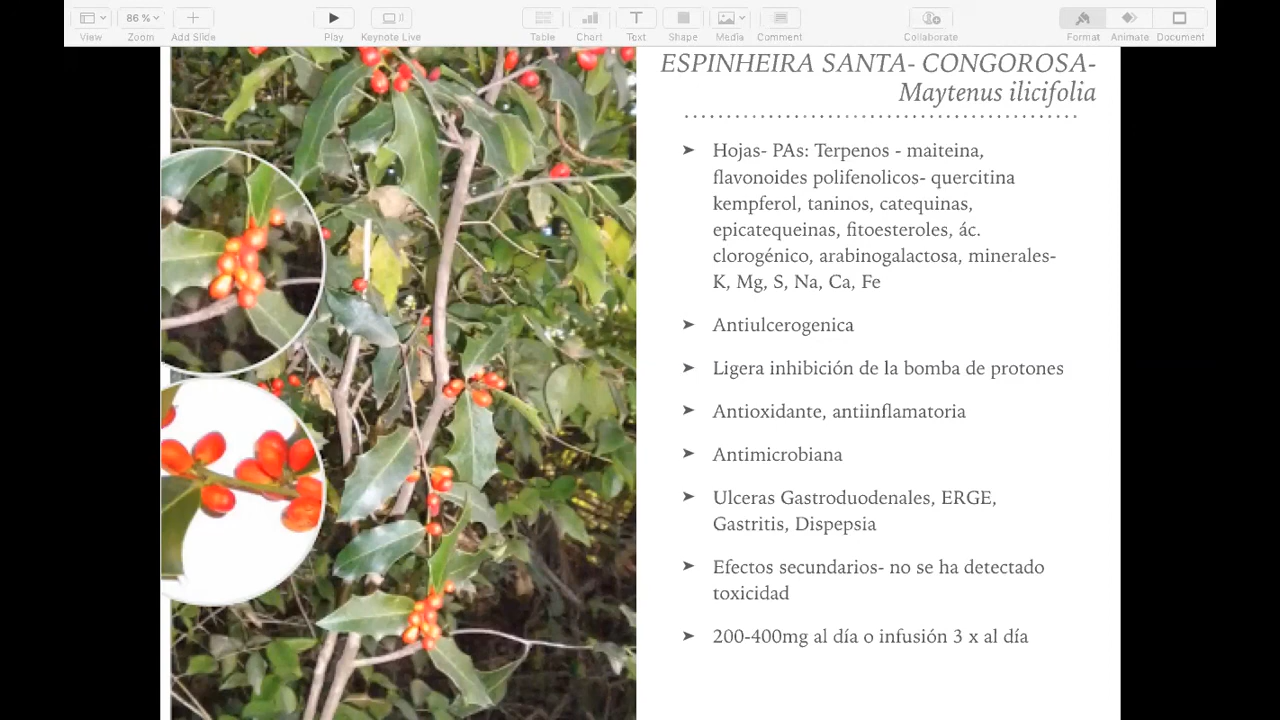 View
86 %
Zoom
Add Slide
Play
Keynote Live
Table
Chart
Text
Shape
Media
Comment
Collaborate
Format
Animate
Document
ESPINHEIRA SANTA- CONGOROSA-
Maytenus ilicifolia
➤ Hojas- PAs: Terpenos - maiteina,
flavonoides polifenolicos- quercitina
kempferol, taninos, catequinas,
epicatequeinas, fitoesteroles, ác.
clorogénico, arabinogalactosa, minerales-
K, Mg, S, Na, Ca, Fe
➤ Antiulcerogenica
➤ Ligera inhibición de la bomba de protones
➤ Antioxidante, antiinflamatoria
➤ Antimicrobiana
➤ Ulceras Gastroduodenales, ERGE,
Gastritis, Dispepsia
➤ Efectos secundarios- no se ha detectado
toxicidad
➤ 200-400mg al día o infusión 3 x al día